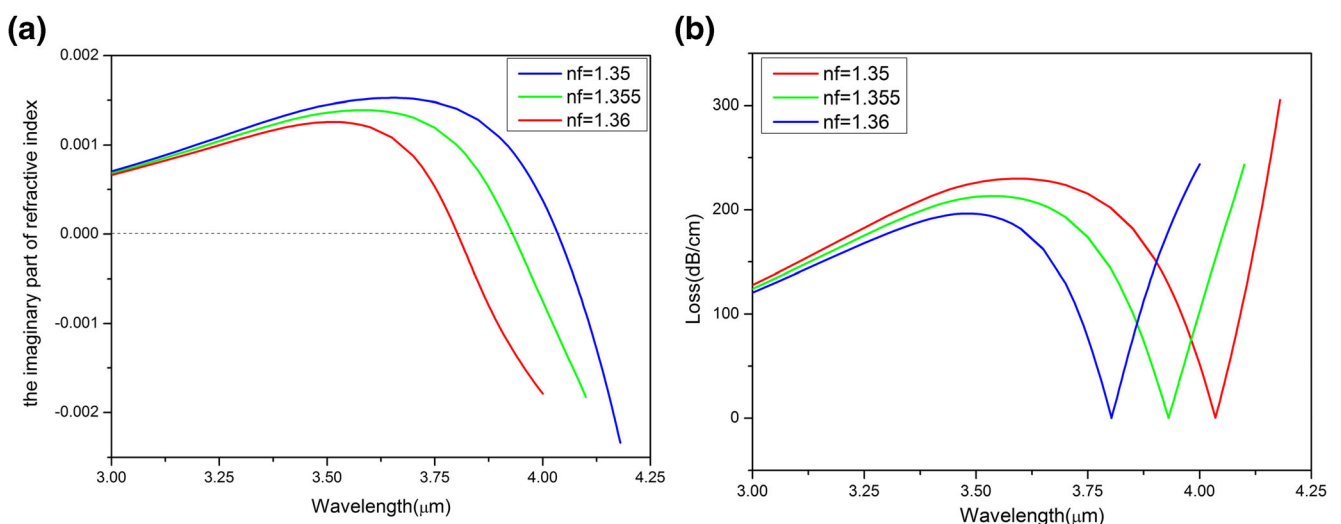 (a)
0.002
0.001
0.000
-0.001
-0.002
the imaginary part of refractive index
nf=1.35
nf=1.355
nf=1.36
3.00 3.25 3.50 3.75 4.00 4.25
Wavelength(μm)
(b)
300
200
100
0
Loss(dB/cm)
nf=1.35
nf=1.355
nf=1.36
3.00 3.25 3.50 3.75 4.00 4.25
Wavelength(μm)